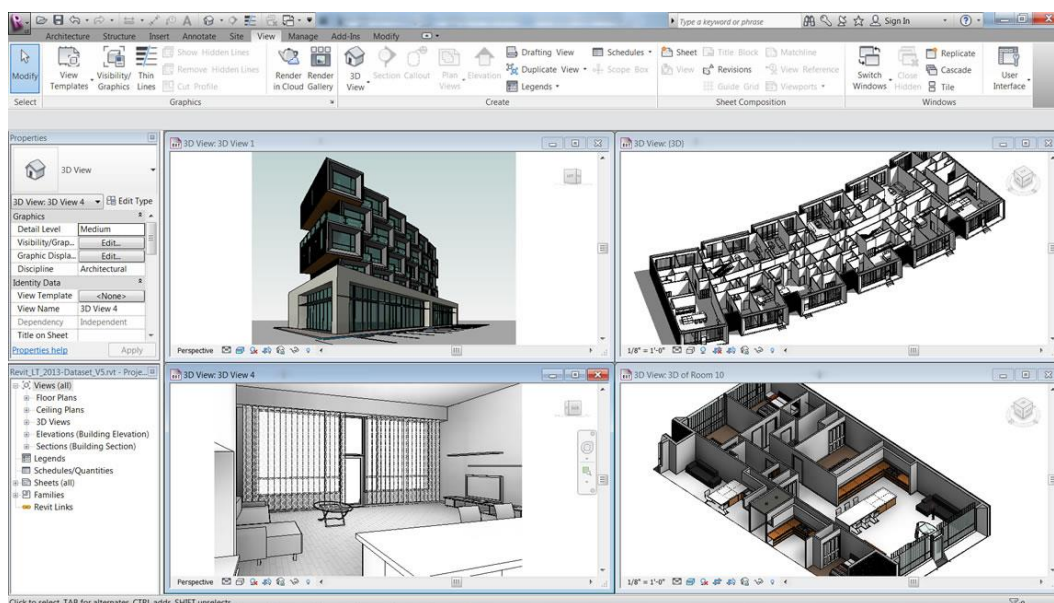 Type a keyword or phrase
Sign In
Architecture Structure Insert Annotate Site View Manage Add-Ins Modify
Modify
View Templates
Visibility/ Graphics
Thin Lines
Show Hidden Lines
Remove Hidden Lines
Cut Profile
Render in Cloud
Render Gallery
3D View
Section
Callout
Plan Views
Elevation
Drafting View
Duplicate View
Legends
Schedules
Scope Box
Sheet
View
Title Block
Revisions
Guide Grid
Matchline
View Reference
Viewports
Switch Windows
Close Hidden
Replicate
Cascade
Tile
User Interface
Select Graphics Create Sheet Composition Windows
Properties
3D View
3D View: 3D View 4 Edit Type
Graphics
Detail Level Medium
Visibility/Grap... Edit...
Graphic Displa... Edit...
Discipline Architectural
Identity Data
View Template <None>
View Name 3D View 4
Dependency Independent
Title on Sheet
Properties help Apply
Revit_LT_2013-Dataset_V5.rvt - Proje...
Views (all)
Floor Plans
Ceiling Plans
3D Views
Elevations (Building Elevation)
Sections (Building Section)
Legends
Schedules/Quantities
Sheets (all)
Families
Revit Links
3D View: 3D View 1
Perspective
3D View: {3D}
1/8" = 1'-0"
3D View: 3D View 4
Perspective
3D View: 3D of Room 10
1/8" = 1'-0"
Click to select, TAB for alternates, CTRL adds, SHIFT unselects.